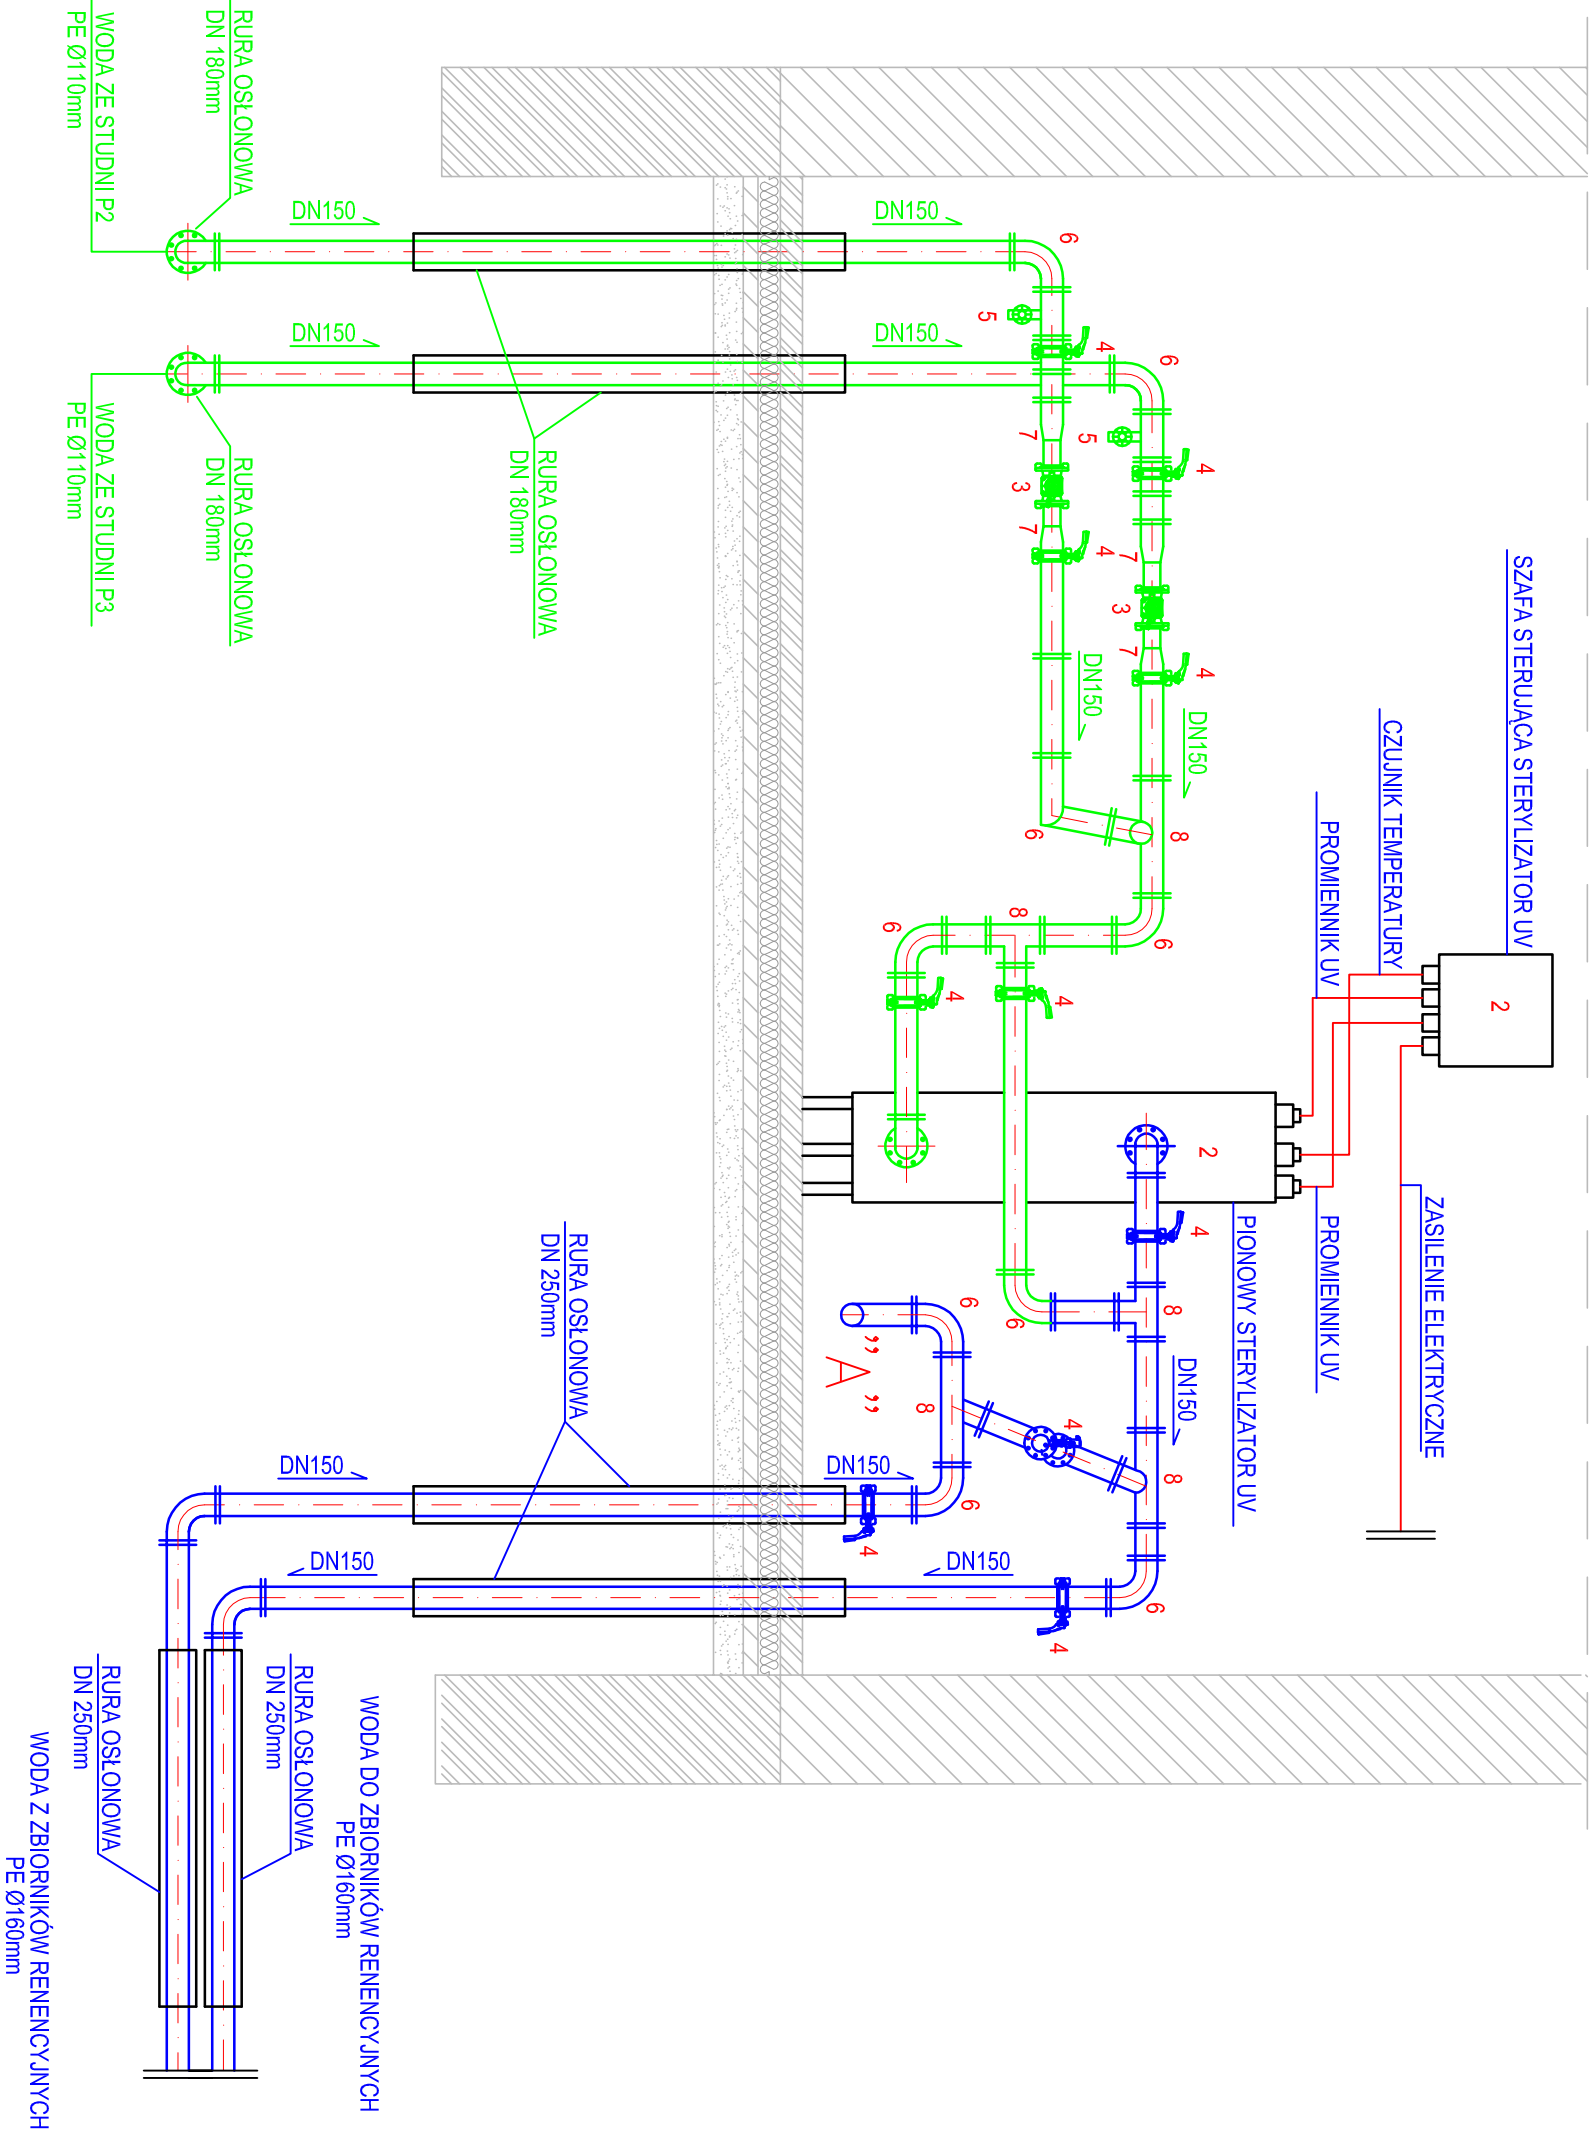 SZAFA STERUJĄCA STERYLIZATOR UV
2
ZASILENIE ELEKTRYCZNE
CZUJNIK TEMPERATURY
PROMIENNIK UV
PROMIENNIK UV
PIONOWY STERYLIZATOR UV
2
4
4
DN150
4
DN150
8
8
8
6
7
7
6
6
3
5
4
4
DN150
6
4
6
4
7
7
3
8
6
4
4
6
5
4
4
6
6
8
6
DN150
DN150
DN150
4
DN150
"A"
RURA OSŁONOWA
DN 180mm
RURA OSŁONOWA
DN 250mm
DN150
DN150
DN150
DN150
WODA DO ZBIORNIKÓW RENENCYJNYCH
PE Ø160mm
RURA OSŁONOWA
DN 250mm
RURA OSŁONOWA
DN 180mm
RURA OSŁONOWA
DN 180mm
RURA OSŁONOWA
DN 250mm
WODA ZE STUDNI P2
PE Ø110mm
WODA ZE STUDNI P3
PE Ø110mm
WODA Z ZBIORNIKÓW RENENCYJNYCH
PE Ø160mm